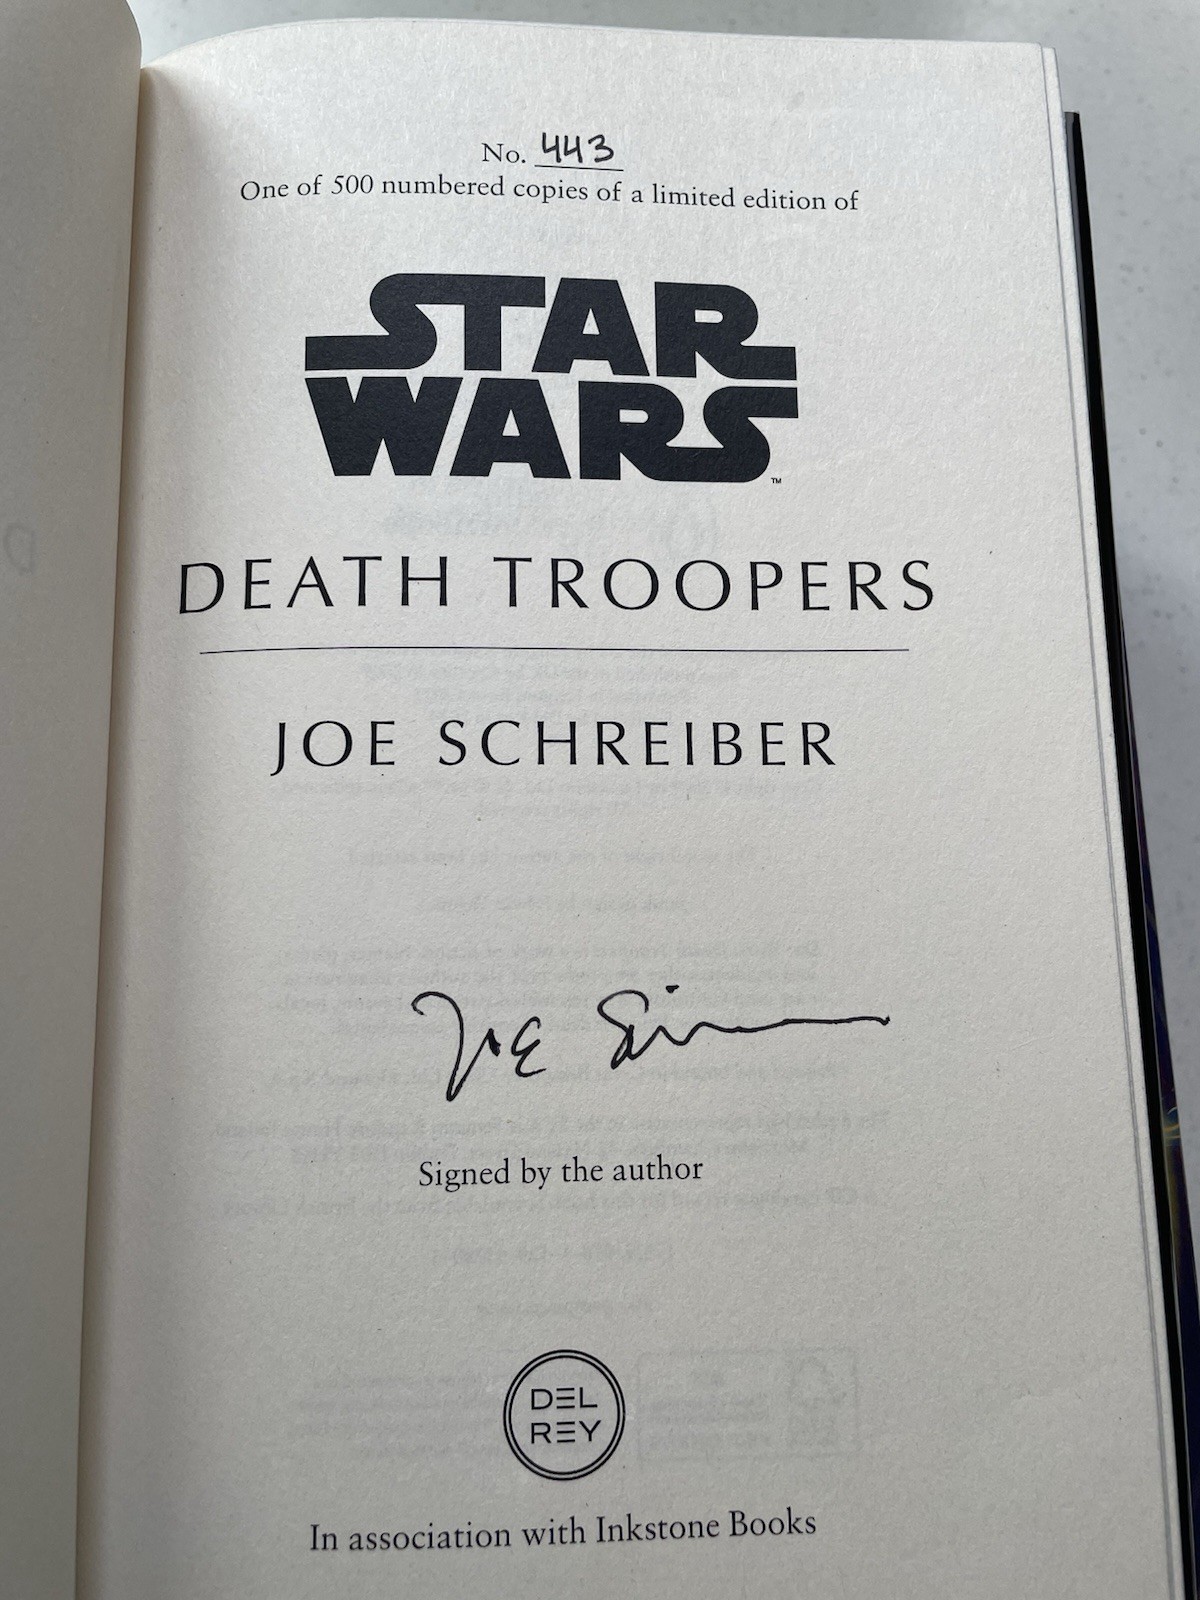 No. 443
One of 500 numbered copies of a limited edition of
STAR
WARS
TM
DEATH TROOPERS
JOE SCHREIBER
Signed by the author
DEL
REY
In association with Inkstone Books